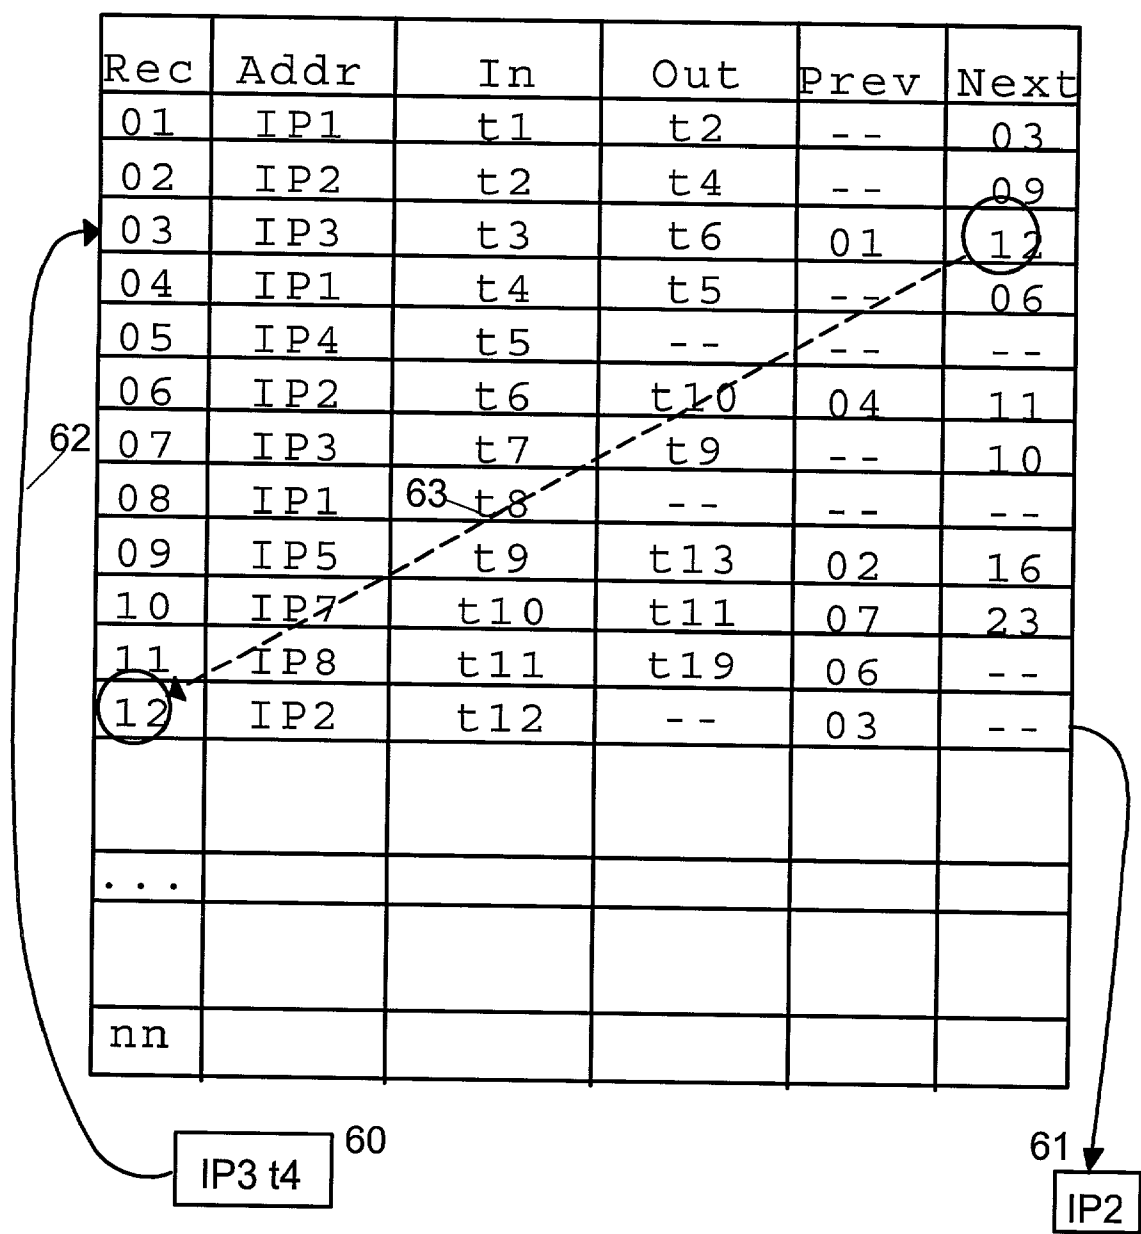 Rec Addr In Out Prev Next
01 IP1 t1 t2 -- 03
02 IP2 t2 t4 -- 09
03 IP3 t3 t6 01 12
04 IP1 t4 t5 -- 06
05 IP4 t5 -- -- --
06 IP2 t6 t10 04 11
62
07 IP3 t7 t9 -- 10
08 IP1 63 t8 -- -- --
09 IP5 t9 t13 02 16
10 IP7 t10 t11 07 23
11 IP8 t11 t19 06 --
12 IP2 t12 -- 03 --
...
nn
60
IP3 t4
61
IP2